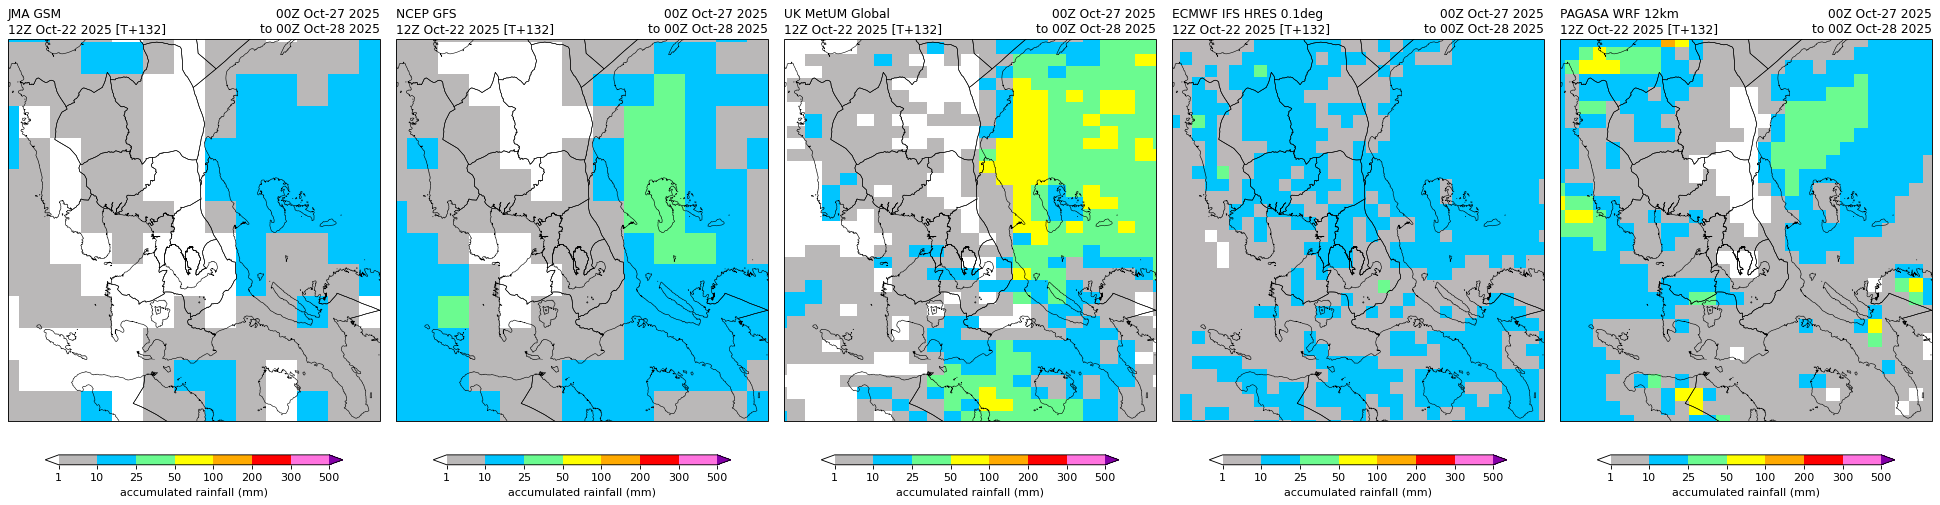 JMA GSM 00Z Oct-27 2025
12Z Oct-22 2025 [T+132] to 00Z Oct-28 2025
1 10 25 50 100 200 300 500
accumulated rainfall (mm)
NCEP GFS 00Z Oct-27 2025
12Z Oct-22 2025 [T+132] to 00Z Oct-28 2025
1 10 25 50 100 200 300 500
accumulated rainfall (mm)
UK MetUM Global 00Z Oct-27 2025
12Z Oct-22 2025 [T+132] to 00Z Oct-28 2025
1 10 25 50 100 200 300 500
accumulated rainfall (mm)
ECMWF IFS HRES 0.1deg 00Z Oct-27 2025
12Z Oct-22 2025 [T+132] to 00Z Oct-28 2025
1 10 25 50 100 200 300 500
accumulated rainfall (mm)
PAGASA WRF 12km 00Z Oct-27 2025
12Z Oct-22 2025 [T+132] to 00Z Oct-28 2025
1 10 25 50 100 200 300 500
accumulated rainfall (mm)